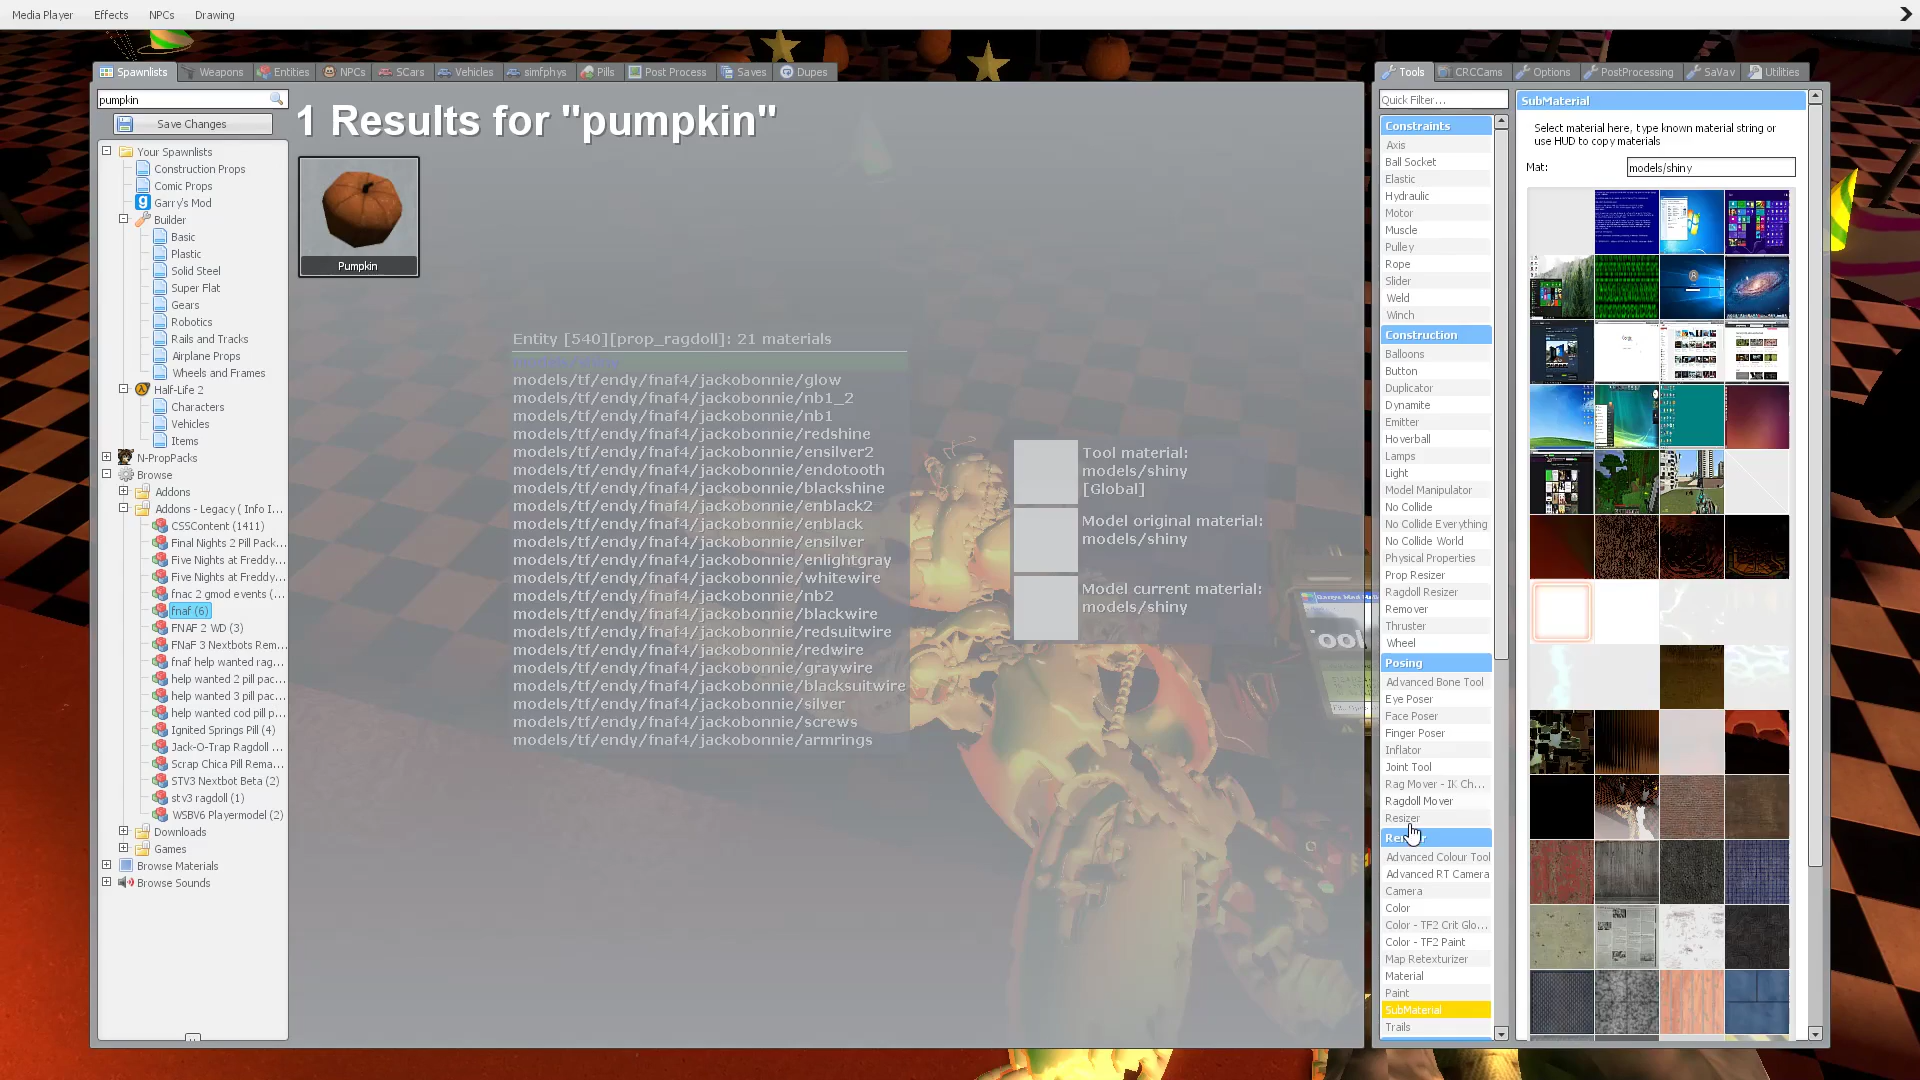 Media Player
Effects
NPCs
Drawing
Spawnlists
Weapons
Entities
NPCs
SCars
Vehicles
simfphys
Pills
Post Process
Saves
Dupes
pumpkin
Save Changes
Your Spawnlists
Construction Props
Comic Props
Garry's Mod
Builder
Basic
Plastic
Solid Steel
Super Flat
Gears
Robotics
Rails and Tracks
Airplane Props
Wheels and Frames
Half-Life 2
Characters
Vehicles
Items
N-PropPacks
Browse
Addons
Addons - Legacy ( Info I...
CSSContent (1411)
Final Nights 2 Pill Pack...
Five Nights at Freddy...
Five Nights at Freddy...
fnac 2 gmod events (...
fnaf (6)
FNAF 2 WD (3)
FNaF 3 Nextbots Rem...
fnaf help wanted rag...
help wanted 2 pill pac...
help wanted 3 pill pac...
help wanted cod pill p...
Ignited Springs Pill (4)
Jack-O-Trap Ragdoll ...
Scrap Chica Pill Rema...
STV3 Nextbot Beta (2)
stv3 ragdoll (1)
WSBV6 Playermodel (2)
Downloads
Games
Browse Materials
Browse Sounds
1 Results for "pumpkin"
Pumpkin
Entity [540][prop_ragdoll]: 21 materials
models/tf/endy/fnaf4/jackobonnie/glow
models/tf/endy/fnaf4/jackobonnie/nb1_2
models/tf/endy/fnaf4/jackobonnie/nb1
models/tf/endy/fnaf4/jackobonnie/redshine
models/tf/endy/fnaf4/jackobonnie/ensilver2
models/tf/endy/fnaf4/jackobonnie/endotooth
models/tf/endy/fnaf4/jackobonnie/blackshine
models/tf/endy/fnaf4/jackobonnie/enblack2
models/tf/endy/fnaf4/jackobonnie/enblack
models/tf/endy/fnaf4/jackobonnie/ensilver
models/tf/endy/fnaf4/jackobonnie/enlightgray
models/tf/endy/fnaf4/jackobonnie/whitewire
models/tf/endy/fnaf4/jackobonnie/nb2
models/tf/endy/fnaf4/jackobonnie/blackwire
models/tf/endy/fnaf4/jackobonnie/redsuitwire
models/tf/endy/fnaf4/jackobonnie/redwire
models/tf/endy/fnaf4/jackobonnie/graywire
models/tf/endy/fnaf4/jackobonnie/blacksuitwire
models/tf/endy/fnaf4/jackobonnie/silver
models/tf/endy/fnaf4/jackobonnie/screws
models/tf/endy/fnaf4/jackobonnie/armrings
Tool material:
models/shiny
[Global]
Model original material:
models/shiny
Model current material:
models/shiny
Tools
CRCCams
Options
PostProcessing
SaVav
Utilities
Quick Filter...
Constraints
Axis
Ball Socket
Elastic
Hydraulic
Motor
Muscle
Pulley
Rope
Slider
Weld
Winch
Construction
Balloons
Button
Duplicator
Dynamite
Emitter
Hoverball
Lamps
Light
Model Manipulator
No Collide
No Collide Everything
No Collide World
Physical Properties
Prop Resizer
Ragdoll Resizer
Remover
Thruster
Wheel
Posing
Advanced Bone Tool
Eye Poser
Face Poser
Finger Poser
Inflator
Joint Tool
Rag Mover - IK Ch...
Ragdoll Mover
Resizer
Advanced Colour Tool
Advanced RT Camera
Camera
Color
Color - TF2 Crit Glo...
Color - TF2 Paint
Map Retexturizer
Material
Paint
SubMaterial
Trails
SubMaterial
Select material here, type known material string or
use HUD to copy materials
Mat:
models/shiny